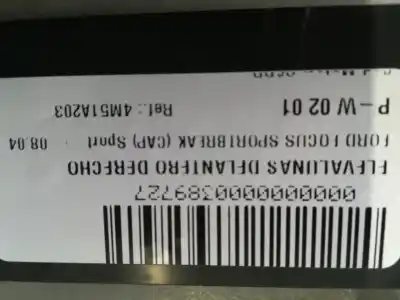 0000000000389727
ELEVALUNAS DELANTERO DERECHO
FORD FOCUS SPORTBREAK (CAP) Sport · 08.04
P-W 02 01 Ref.: 4M51A203